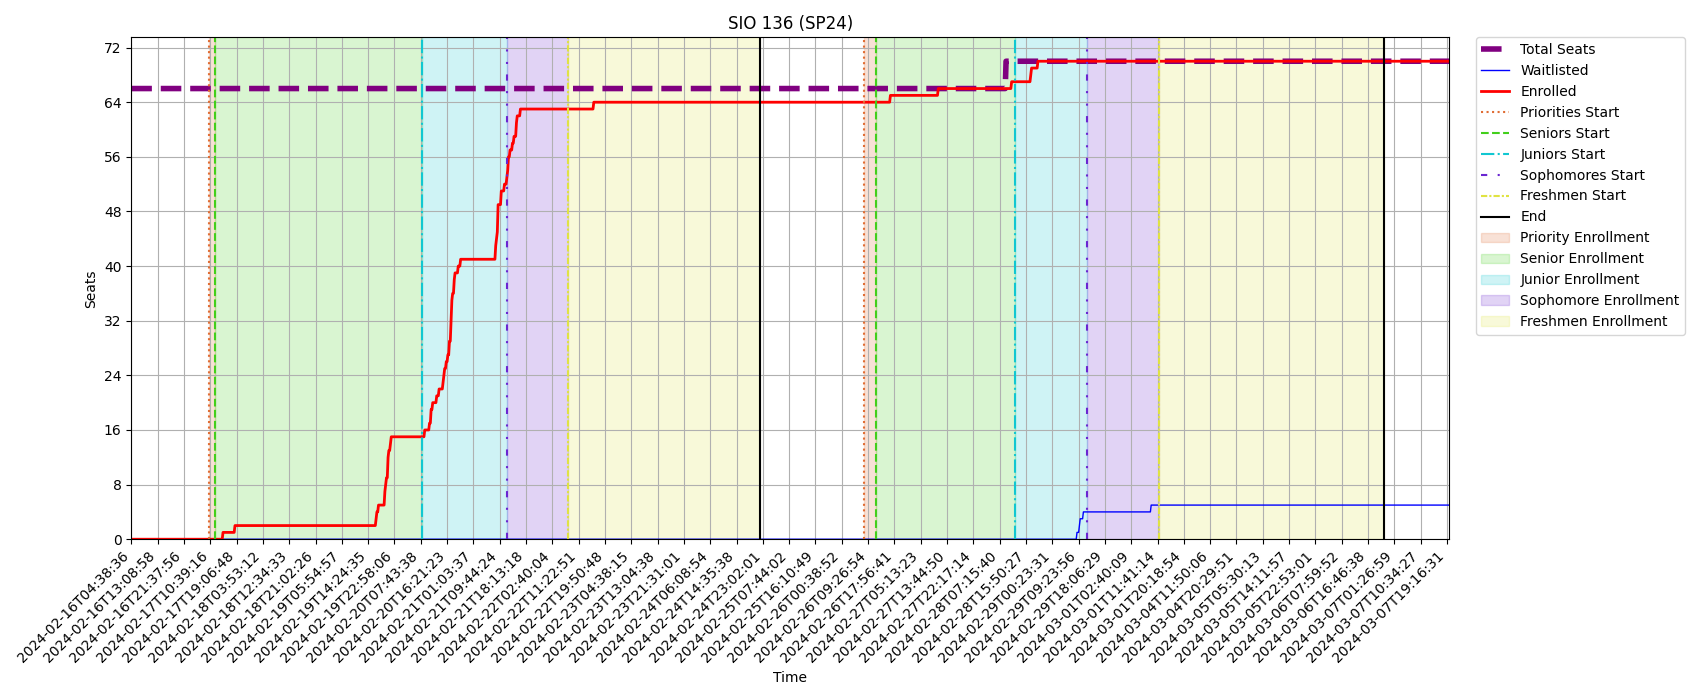 SIO 136 (SP24)
Seats
72
64
56
48
40
32
24
16
8
0
2024-02-16T04:38:36
2024-02-16T13:08:58
2024-02-16T21:37:56
2024-02-17T10:39:16
2024-02-17T19:06:48
2024-02-18T03:53:12
2024-02-18T12:34:33
2024-02-18T21:02:26
2024-02-19T05:54:57
2024-02-19T14:24:35
2024-02-19T22:58:06
2024-02-20T07:43:38
2024-02-20T16:21:23
2024-02-21T01:03:37
2024-02-21T09:44:24
2024-02-21T18:13:18
2024-02-22T02:40:04
2024-02-22T11:22:51
2024-02-22T19:50:48
2024-02-23T04:38:15
2024-02-23T13:04:38
2024-02-23T21:31:01
2024-02-24T06:08:54
2024-02-24T14:35:38
2024-02-24T23:02:01
2024-02-25T07:44:02
2024-02-25T16:10:49
2024-02-26T00:38:52
2024-02-26T09:26:54
2024-02-26T17:56:41
2024-02-27T05:13:23
2024-02-27T13:44:50
2024-02-27T22:17:14
2024-02-28T07:15:40
2024-02-28T15:50:27
2024-02-29T00:23:31
2024-02-29T09:23:56
2024-02-29T18:06:29
2024-03-01T02:40:09
2024-03-01T11:41:14
2024-03-01T20:18:54
2024-03-04T11:50:06
2024-03-04T20:29:51
2024-03-05T05:30:13
2024-03-05T14:11:57
2024-03-05T22:53:01
2024-03-06T07:59:52
2024-03-06T16:46:38
2024-03-07T01:26:59
2024-03-07T10:34:27
2024-03-07T19:16:31
Time
Total Seats
Waitlisted
Enrolled
Priorities Start
Seniors Start
Juniors Start
Sophomores Start
Freshmen Start
End
Priority Enrollment
Senior Enrollment
Junior Enrollment
Sophomore Enrollment
Freshmen Enrollment